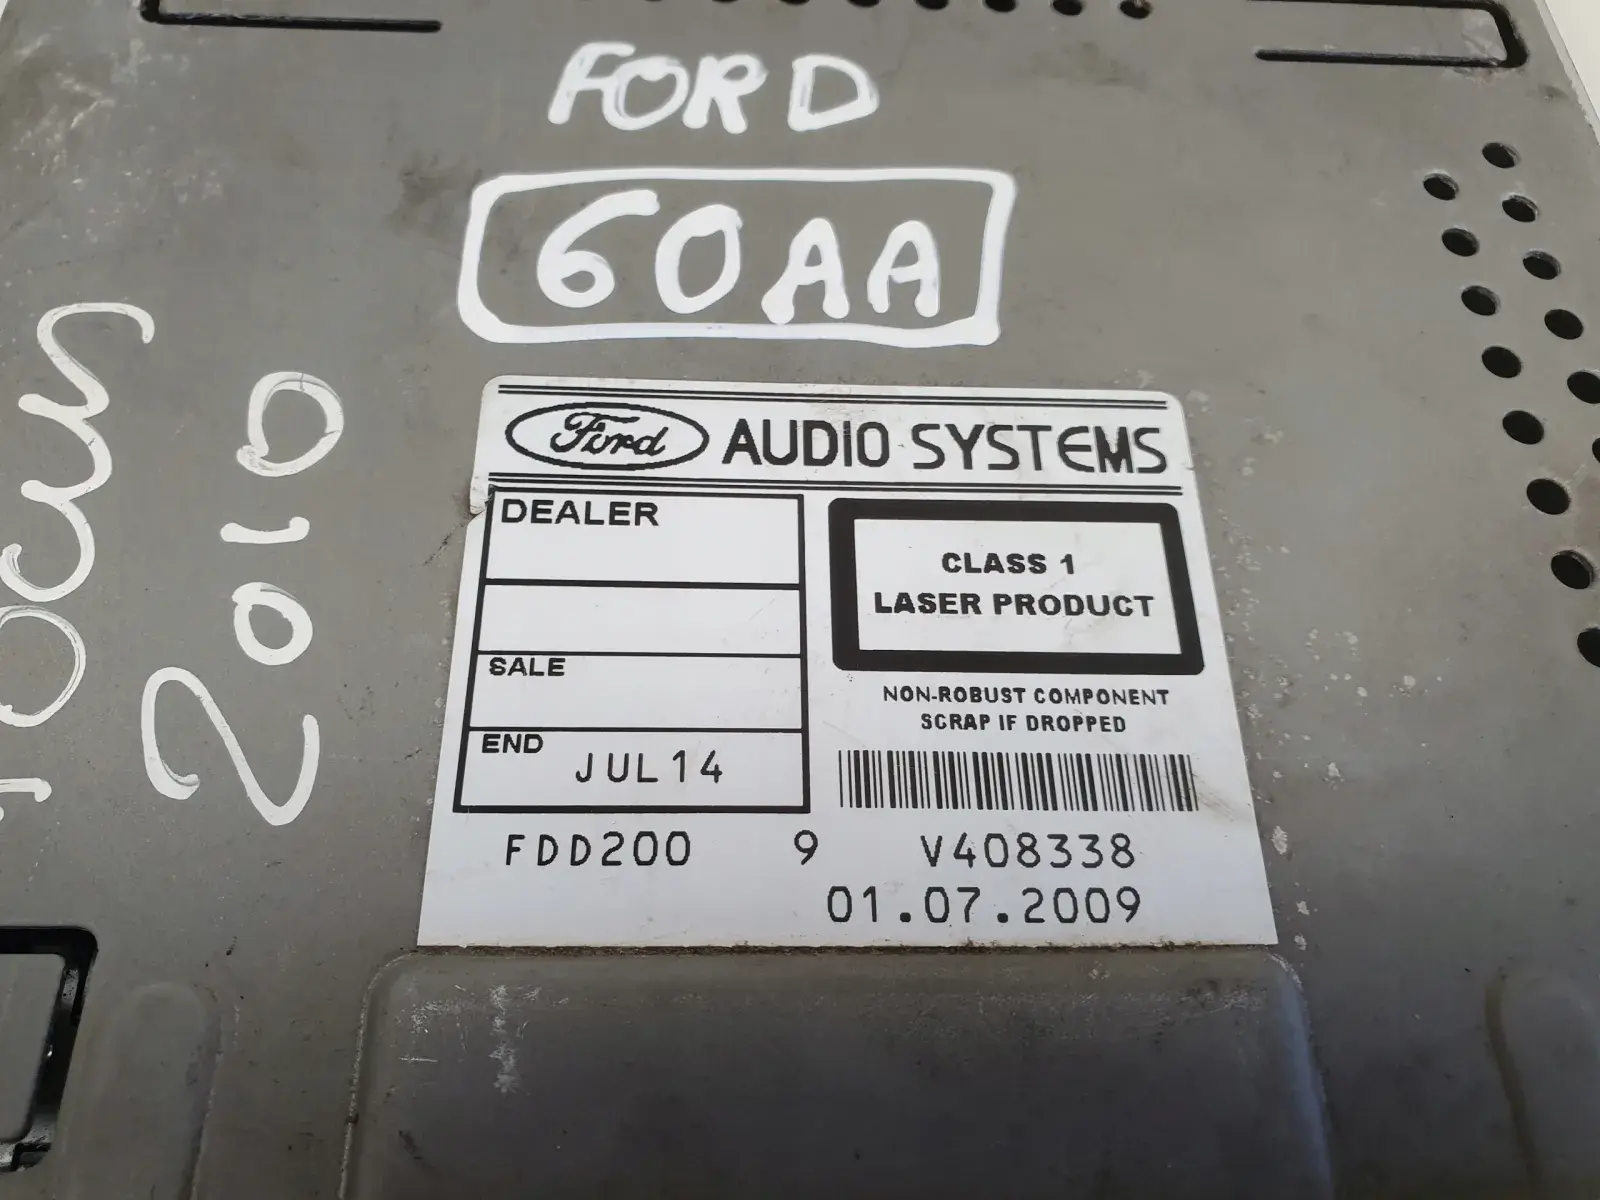 FORD
60AA
2010
Ford AUDIO SYSTEMS
DEALER
SALE
END JUL14
CLASS 1
LASER PRODUCT
NON-ROBUST COMPONENT
SCRAP IF DROPPED
FDD200 9 V408338
01.07.2009